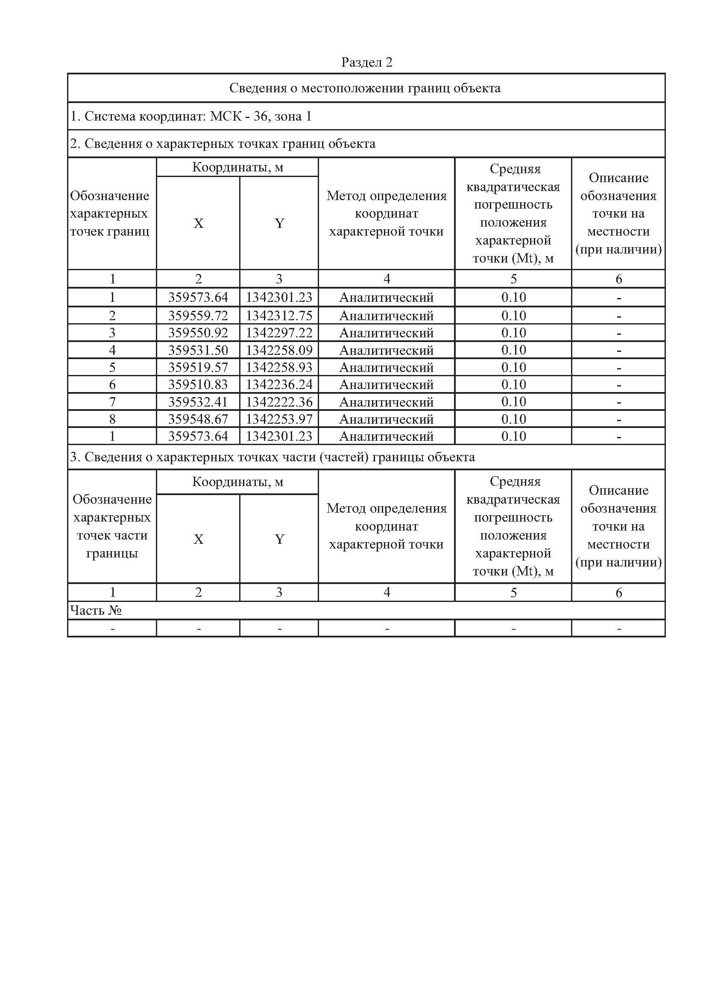 Раздел 2
Сведения о местоположении границ объекта
1. Система координат: МСК - 36, зона 1
2. Сведения о характерных точках границ объекта
Обозначение
характерных
точек границ
Координаты, м
X
Y
Метод определения
координат
характерной точки
Средняя
квадратическая
погрешность
положения
характерной
точки (Mt), м
Описание
обозначения
точки на
местности
(при наличии)
1 2 3 4 5 6
1 359573.64 1342301.23 Аналитический 0.10 -
2 359559.72 1342312.75 Аналитический 0.10 -
3 359550.92 1342297.22 Аналитический 0.10 -
4 359531.50 1342258.09 Аналитический 0.10 -
5 359519.57 1342258.93 Аналитический 0.10 -
6 359510.83 1342236.24 Аналитический 0.10 -
7 359532.41 1342222.36 Аналитический 0.10 -
8 359548.67 1342253.97 Аналитический 0.10 -
1 359573.64 1342301.23 Аналитический 0.10 -
3. Сведения о характерных точках части (частей) границы объекта
Обозначение
характерных
точек части
границы
Координаты, м
X
Y
Метод определения
координат
характерной точки
Средняя
квадратическая
погрешность
положения
характерной
точки (Mt), м
Описание
обозначения
точки на
местности
(при наличии)
1 2 3 4 5 6
Часть №
- - - - - -